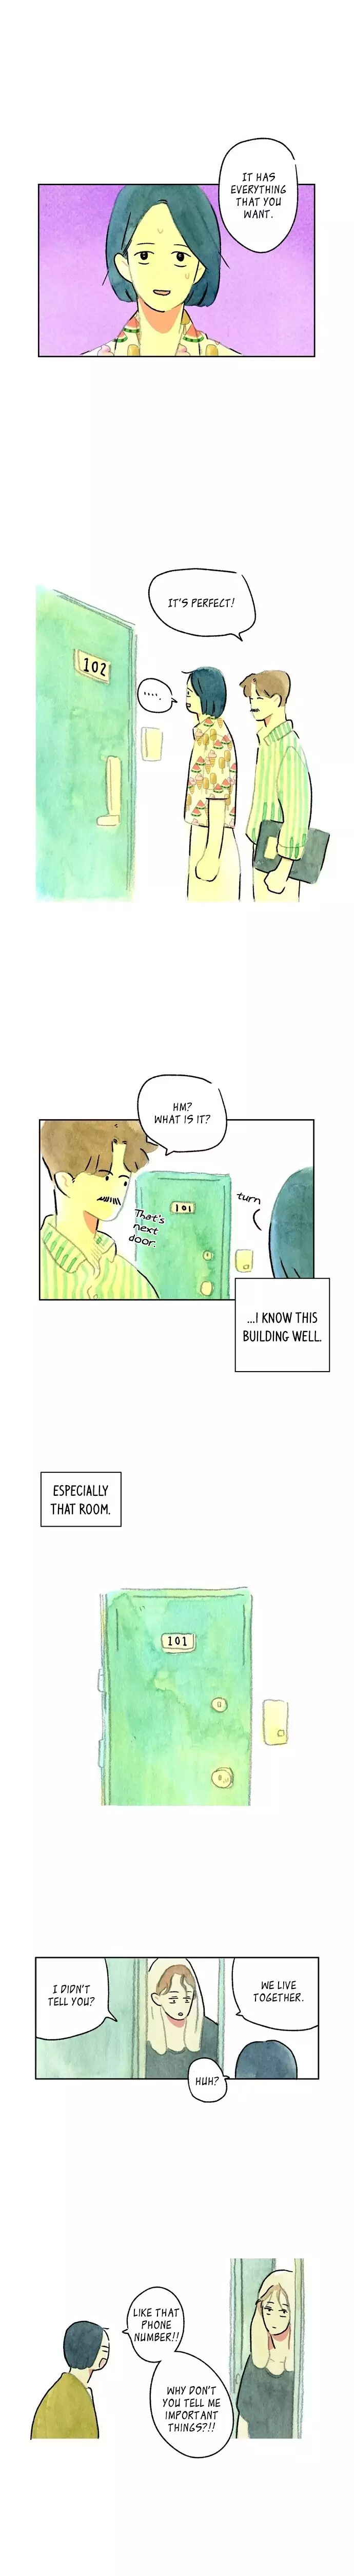 IT HAS
EVERYTHING
THAT YOU
WANT.
IT'S PERFECT!
102
.....
HM?
WHAT IS IT?
101
turn
That's
next
door.
...I KNOW THIS
BUILDING WELL.
ESPECIALLY
THAT ROOM.
101
I DIDN'T
TELL YOU?
WE LIVE
TOGETHER.
HUH?
LIKE THAT
PHONE
NUMBER!!
WHY DON'T
YOU TELL ME
IMPORTANT
THINGS?!!